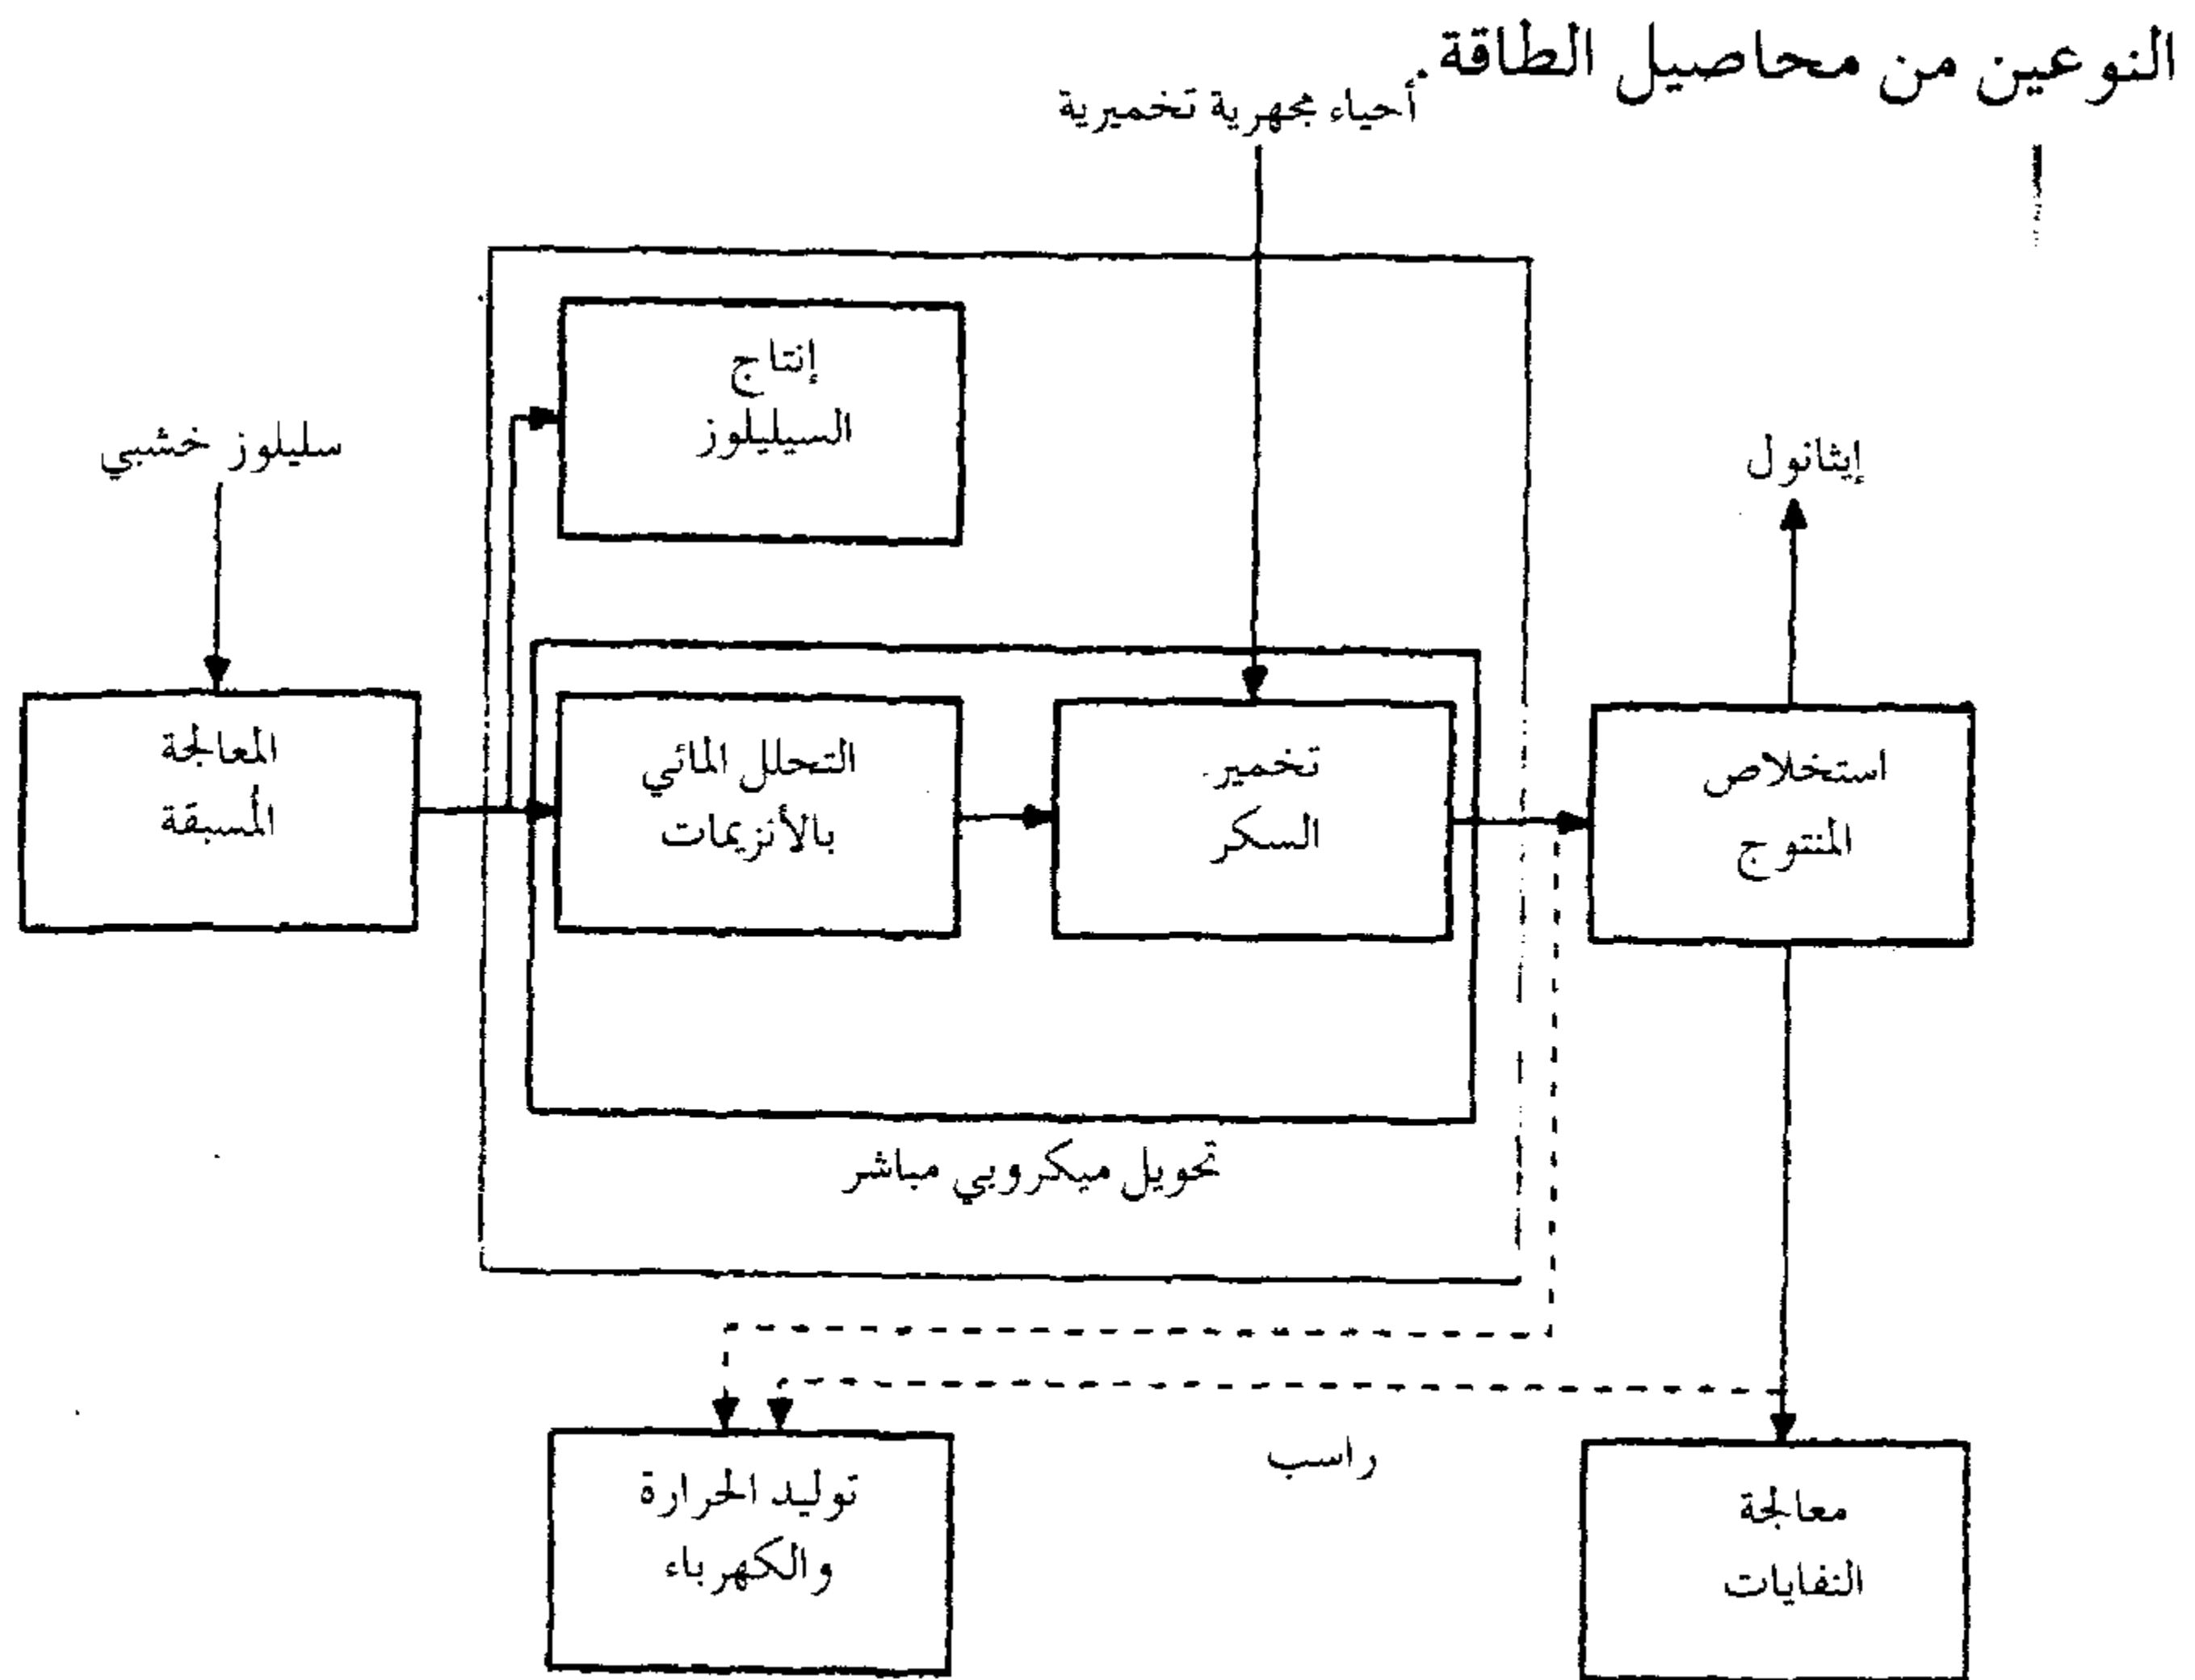 النوعين من محاصيل الطاقة.
أحياء مجهرية تخميرية
إنتاج
السيليلوز
سليلوز خشبي
إيثانول
المعالجة
المسبقة
التحلل المائي
بالأنزيمات
تخمير
السكر
استخلاص
المنتوج
تحويل ميكروبي مباشر
راسب
توليد الحرارة
والكهرباء
معالجة
النفايات